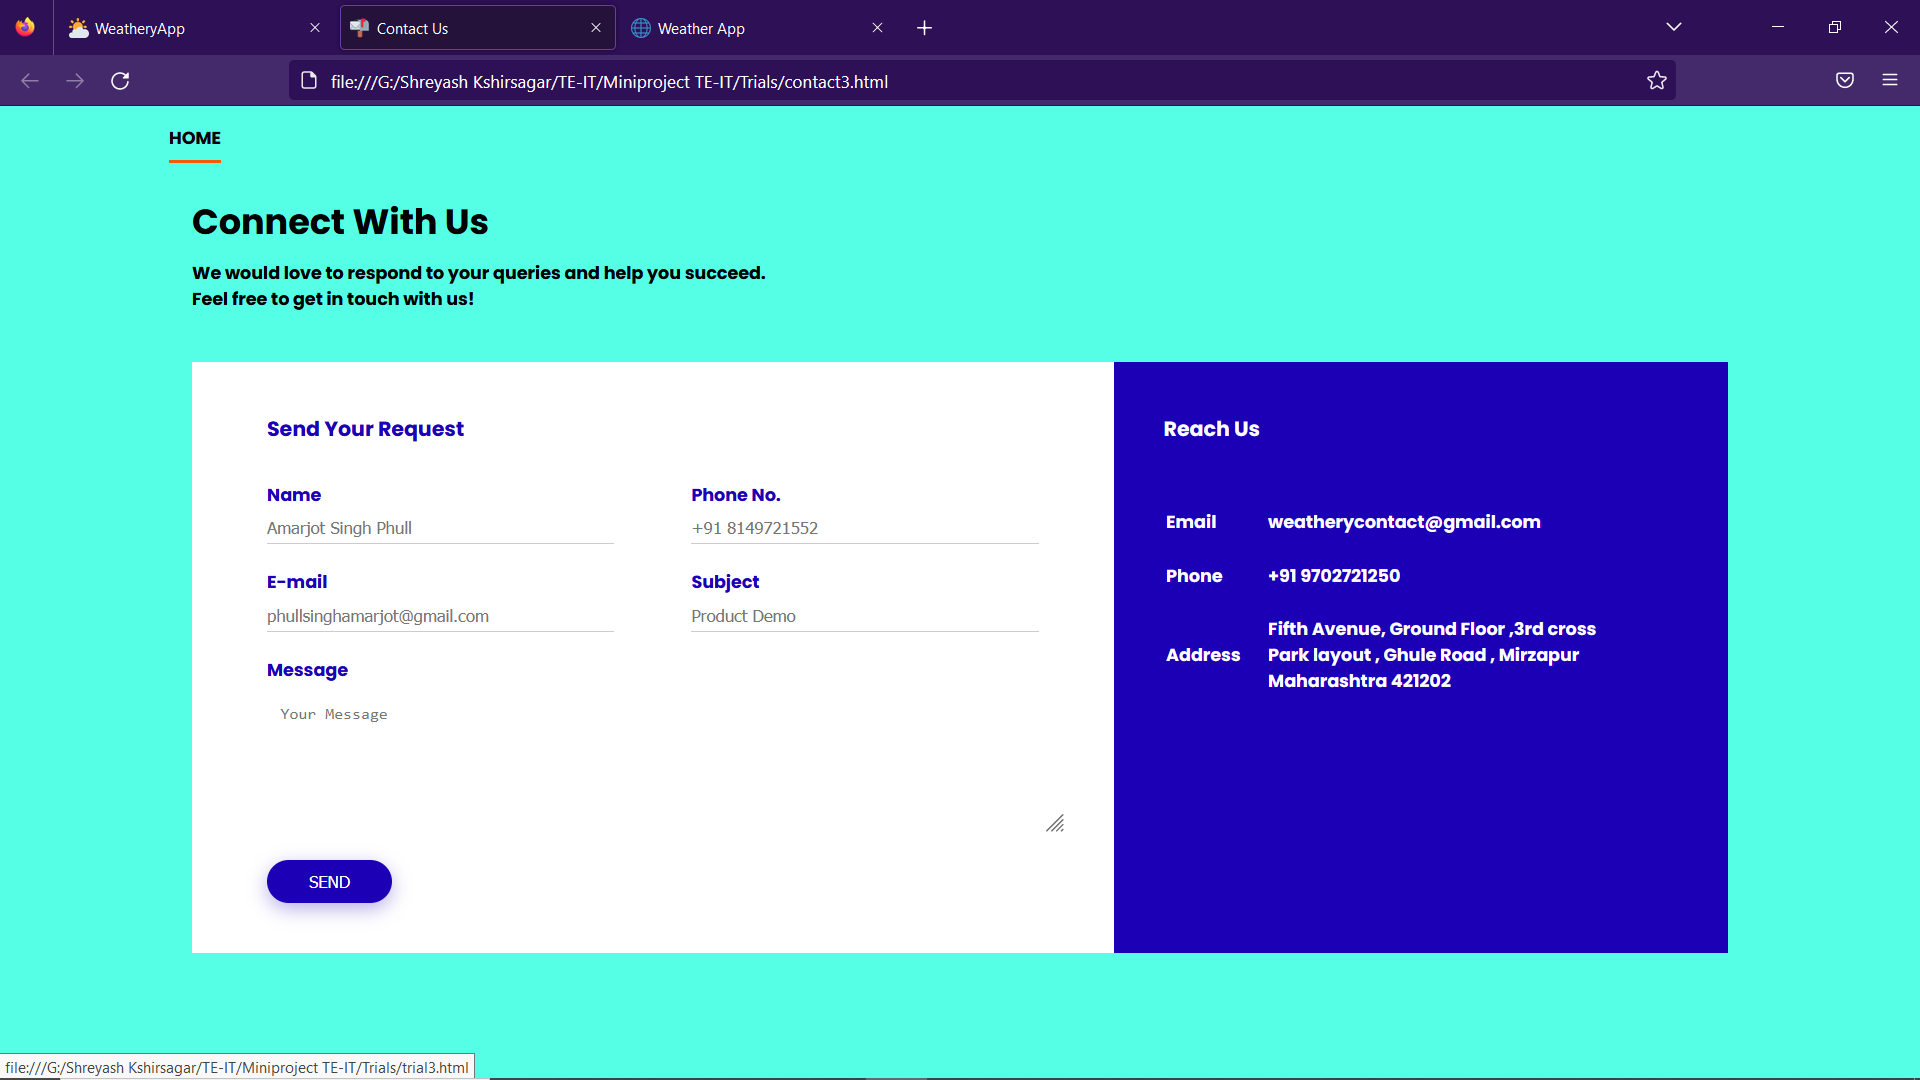 WeatheryApp
Contact Us
Weather App
file:///G:/Shreyash Kshirsagar/TE-IT/Miniproject TE-IT/Trials/contact3.html
HOME
Connect With Us
We would love to respond to your queries and help you succeed.
Feel free to get in touch with us!
Send Your Request
Name
Phone No.
Amarjot Singh Phull
+91 8149721552
E-mail
Subject
phullsinghamarjot@gmail.com
Product Demo
Message
Your Message
SEND
Reach Us
Email weatherycontact@gmail.com
Phone +91 9702721250
Fifth Avenue, Ground Floor ,3rd cross
Address Park layout , Ghule Road , Mirzapur
Maharashtra 421202
file:///G:/Shreyash Kshirsagar/TE-IT/Miniproject TE-IT/Trials/trial3.html